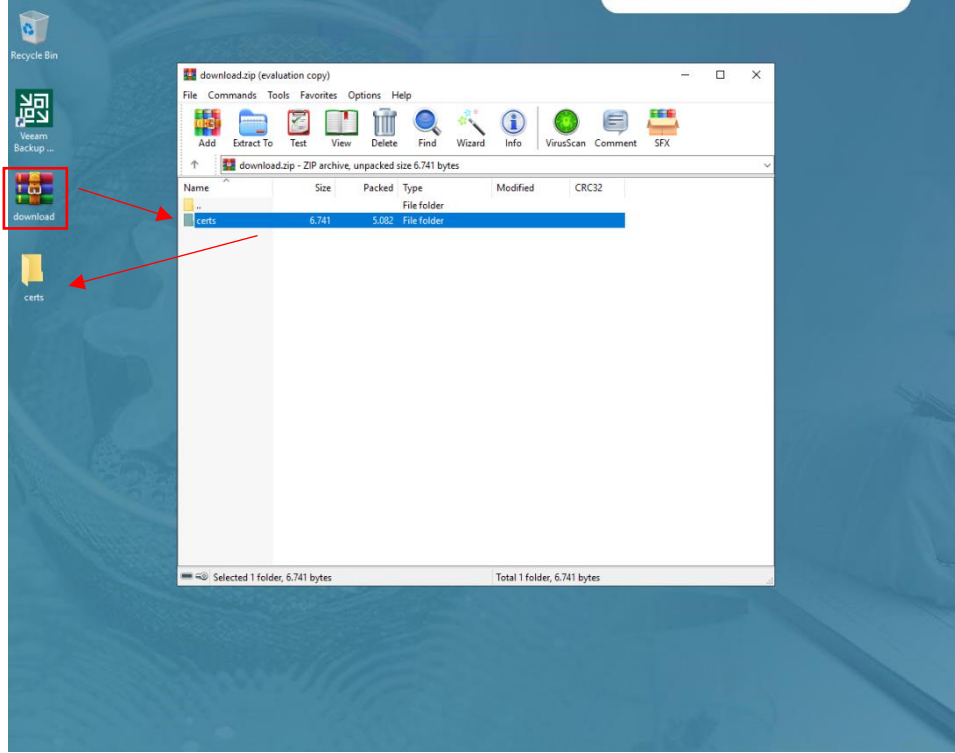 Recycle Bin
Veeam
Backup ...
download
certs
download.zip (evaluation copy)
File Commands Tools Favorites Options Help
Add Extract To Test View Delete Find Wizard Info VirusScan Comment SFX
download.zip - ZIP archive, unpacked size 6.741 bytes
Name Size Packed Type Modified CRC32
.. File folder
certs 6.741 5.082 File folder
Selected 1 folder, 6.741 bytes Total 1 folder, 6.741 bytes